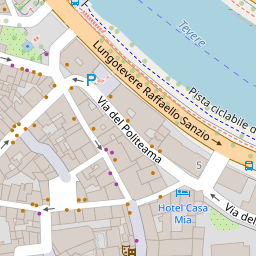 Tevere
Lungotevere Raffaello Sanzio
Pista ciclabile d
P
Via del Politeama
5
Hotel Casa
Mia
Via del